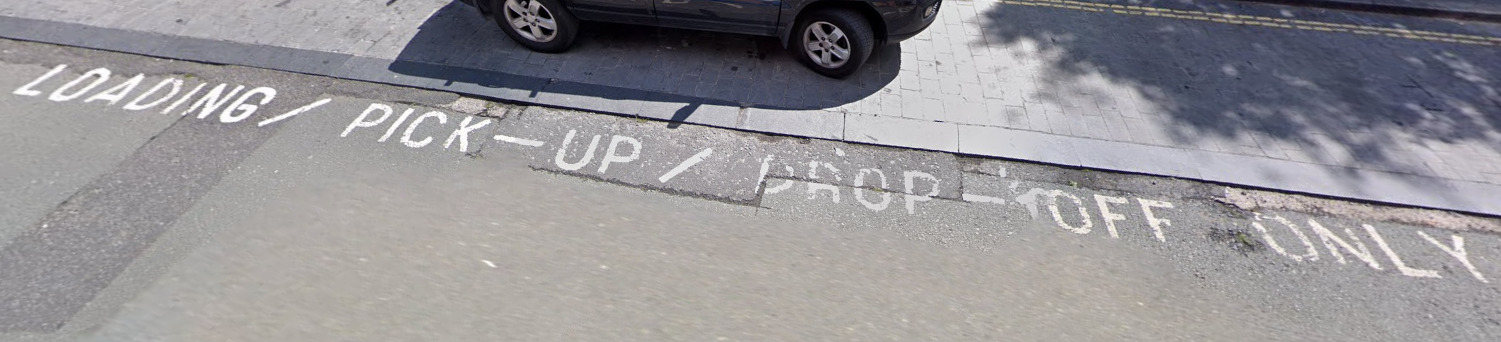 LOADING / PICK-UP / DROP-OFF ONLY